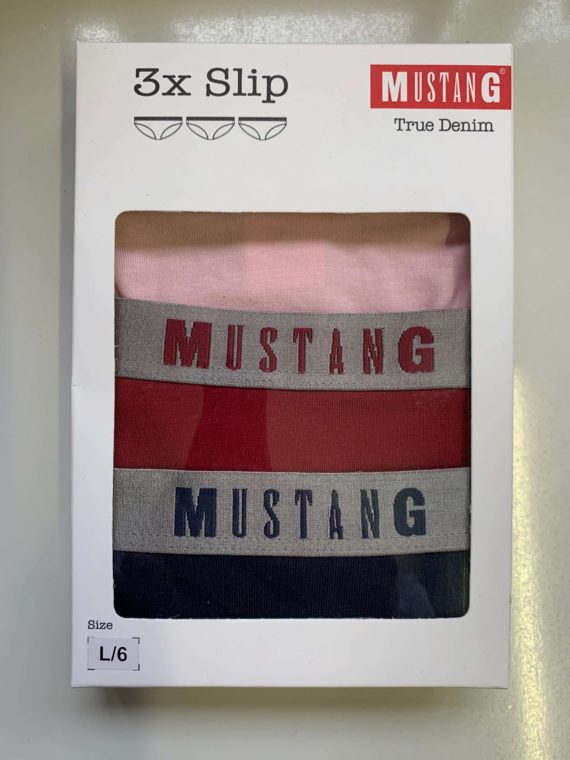 3x Slip
MUSTANG®
True Denim
MUSTANG
MUSTANG
Size
L/6